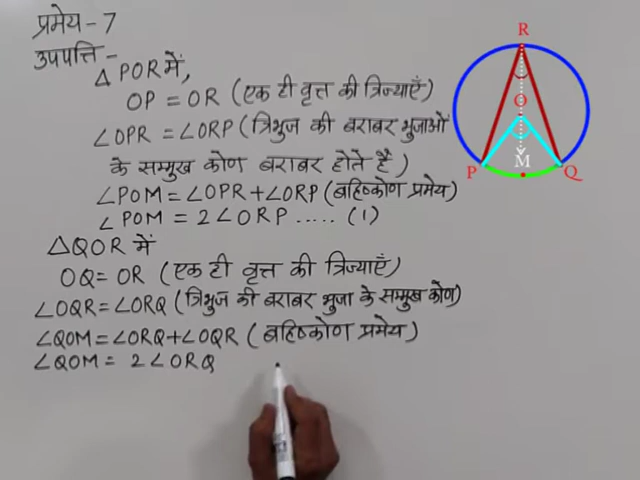 प्रमेय-7
उपपत्ति-
△POR में,
OP = OR (एक ही वृत्त की त्रिज्याएँ)
∠OPR = ∠ORP (त्रिभुज की बराबर भुजाओं
के सम्मुख कोण बराबर होते है)
∠POM = ∠OPR+∠ORP (बहिष्कोण प्रमेय)
∠POM = 2∠ORP ..... (1)
△QOR में
OQ= OR (एक ही वृत्त की त्रिज्याएँ)
∠OQR=∠ORQ (त्रिभुज की बराबर भुजा के सम्मुख कोण)
∠QOM=∠ORQ+∠OQR (बहिष्कोण प्रमेय)
∠QOM= 2∠ORQ
R
O
M
P
Q